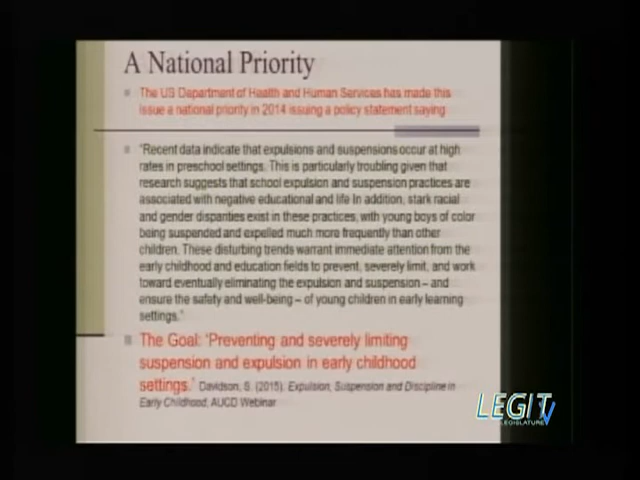 A National Priority
The US Department of Health and Human Services has made this
issue a national priority in 2014 issuing a policy statement saying
"Recent data indicate that expulsions and suspensions occur at high
rates in preschool settings. This is particularly troubling given that
research suggests that school expulsion and suspension practices are
associated with negative educational and life In addition, stark racial
and gender disparities exist in these practices, with young boys of color
being suspended and expelled much more frequently than other
children. These disturbing trends warrant immediate attention from the
early childhood and education fields to prevent, severely limit, and work
toward eventually eliminating the expulsion and suspension – and
ensure the safety and well-being – of young children in early learning
settings."
The Goal: 'Preventing and severely limiting
suspension and expulsion in early childhood
settings.' Davidson, S. (2015). Expulsion, Suspension and Discipline in
Early Childhood, AUCD Webinar
LEGIT TV
LEGISLATURE